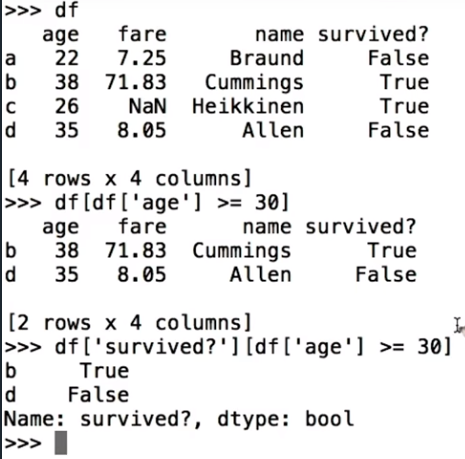 >>> df
   age   fare       name survived?
a   22   7.25    Braund     False
b   38  71.83  Cummings      True
c   26    NaN  Heikkinen      True
d   35   8.05     Allen     False
[4 rows x 4 columns]
>>> df[df['age'] >= 30]
   age   fare      name survived?
b   38  71.83  Cummings      True
d   35   8.05     Allen     False
[2 rows x 4 columns]
>>> df['survived?'][df['age'] >= 30]
b     True
d    False
Name: survived?, dtype: bool
>>>